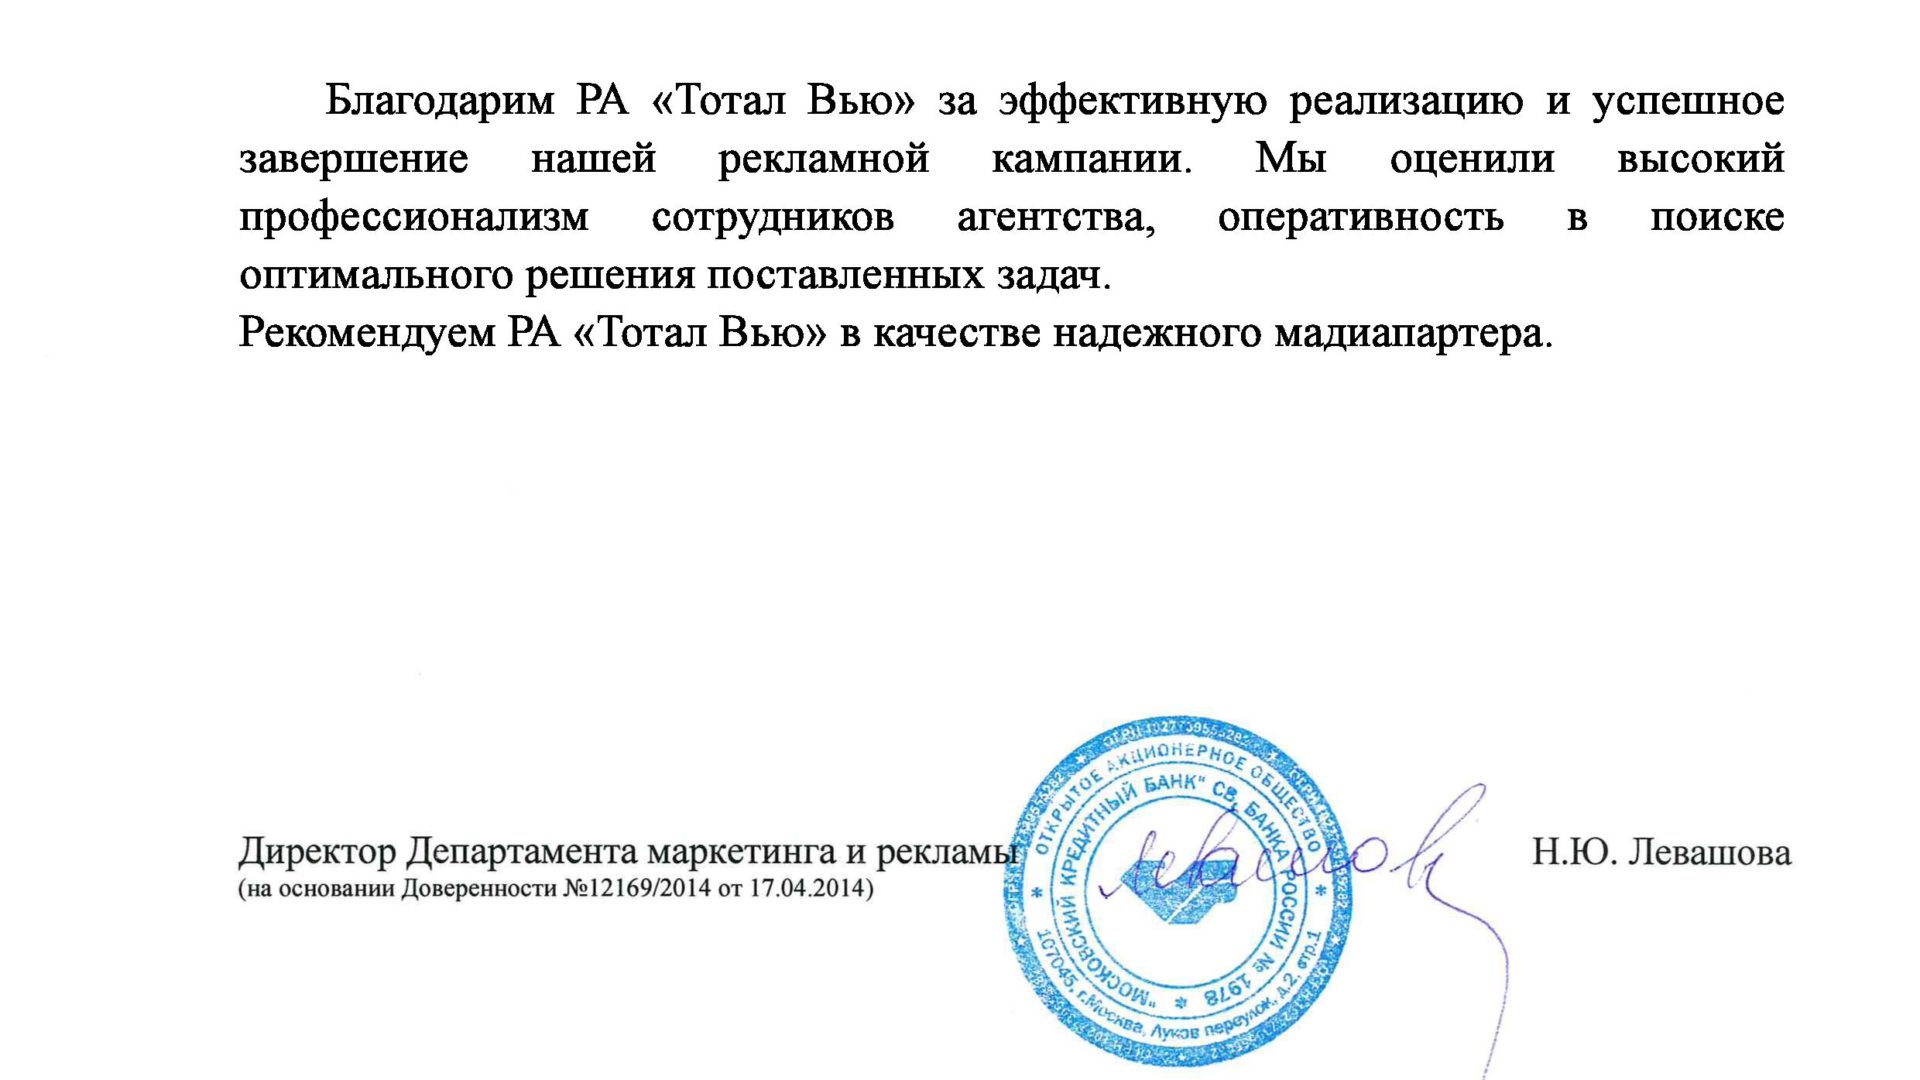 Благодарим РА «Тотал Вью» за эффективную реализацию и успешное
завершение нашей рекламной кампании. Мы оценили высокий
профессионализм сотрудников агентства, оперативность в поиске
оптимального решения поставленных задач.
Рекомендуем РА «Тотал Вью» в качестве надежного мадиапартера.
Директор Департамента маркетинга и рекламы
(на основании Доверенности №12169/2014 от 17.04.2014)
Н.Ю. Левашова
ОТКРЫТОЕ АКЦИОНЕРНОЕ ОБЩЕСТВО
"МОСКОВСКИЙ КРЕДИТНЫЙ БАНК" СВ. БАНКА РОССИИ № 1978
107045, г.Москва, Луков переулок, д.2, стр.1